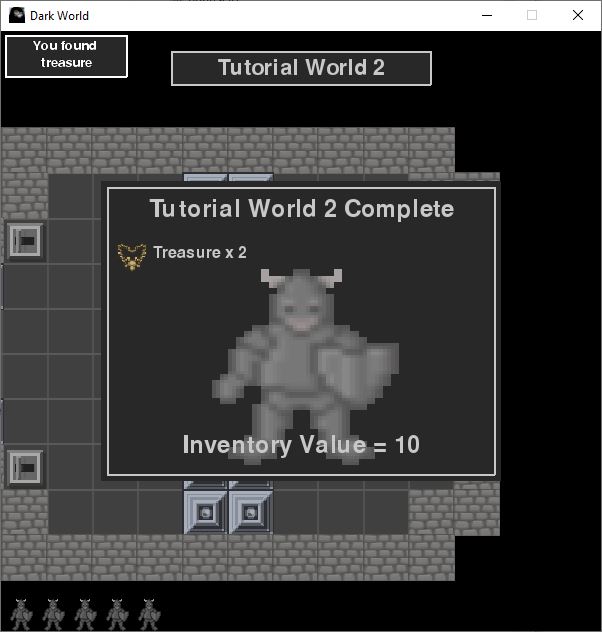 Dark World
You found
treasure
Tutorial World 2
Tutorial World 2 Complete
Treasure x 2
Inventory Value = 10